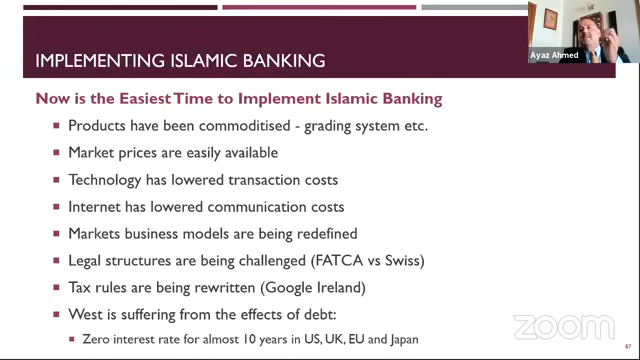 Ayaz Ahmed
IMPLEMENTING ISLAMIC BANKING
Now is the Easiest Time to Implement Islamic Banking
Products have been commoditised - grading system etc.
Market prices are easily available
Technology has lowered transaction costs
Internet has lowered communication costs
Markets business models are being redefined
Legal structures are being challenged (FATCA vs Swiss)
Tax rules are being rewritten (Google Ireland)
West is suffering from the effects of debt:
Zero interest rate for almost 10 years in US, UK, EU and Japan
zoom
67